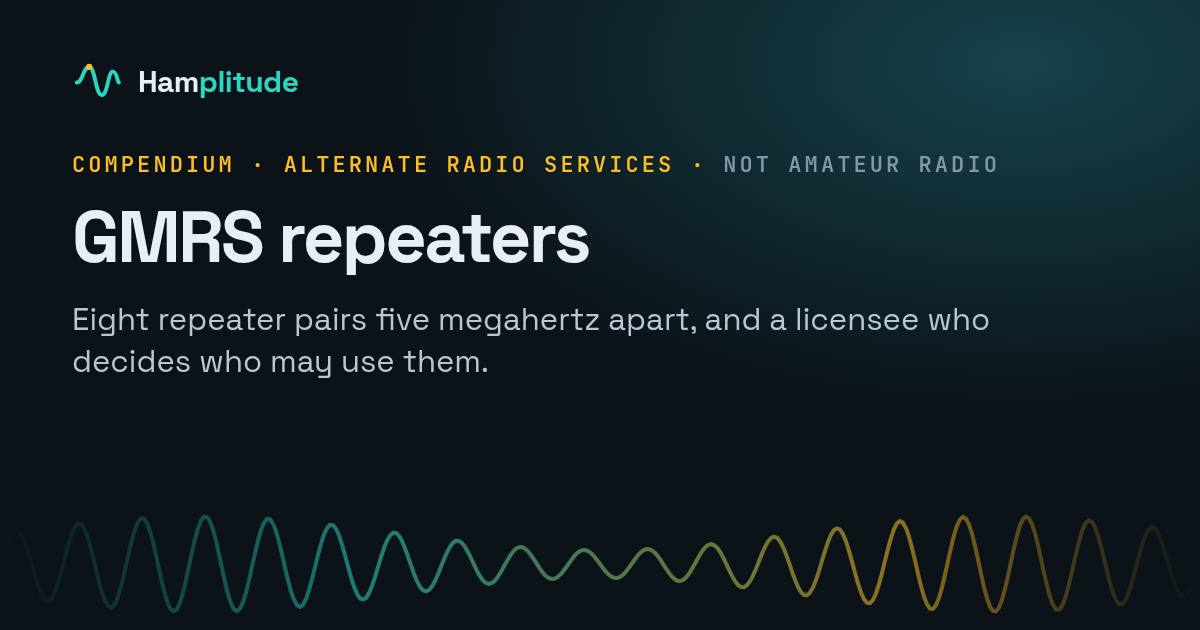 Hamplitude
COMPENDIUM · ALTERNATE RADIO SERVICES · NOT AMATEUR RADIO
GMRS repeaters
Eight repeater pairs five megahertz apart, and a licensee who
decides who may use them.